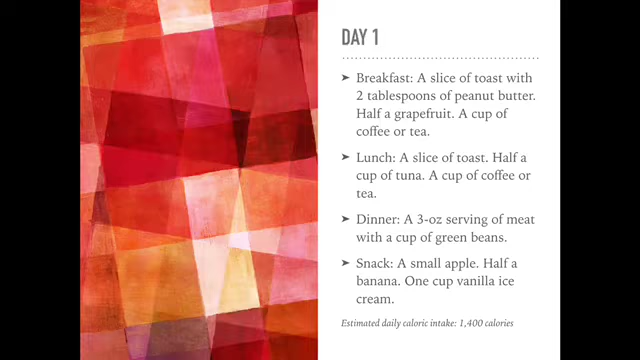 DAY 1
➤ Breakfast: A slice of toast with
2 tablespoons of peanut butter.
Half a grapefruit. A cup of
coffee or tea.
➤ Lunch: A slice of toast. Half a
cup of tuna. A cup of coffee or
tea.
➤ Dinner: A 3-oz serving of meat
with a cup of green beans.
➤ Snack: A small apple. Half a
banana. One cup vanilla ice
cream.
Estimated daily caloric intake: 1,400 calories